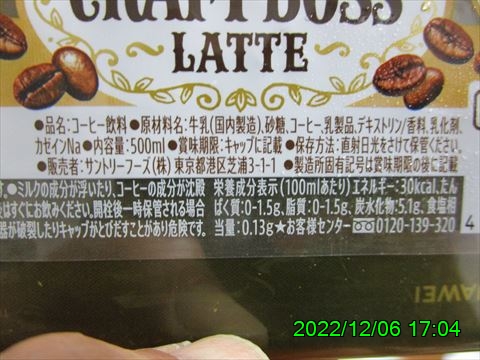 CRAFT BOSS
LATTE
●品名:コーヒー飲料 ●原材料名:牛乳(国内製造)、砂糖、コーヒー、乳製品、デキストリン/香料、乳化剤、
カゼインNa ●内容量:500ml ●賞味期限:キャップに記載 ●保存方法:直射日光をさけて保管ください。
●販売者:サントリーフーズ(株) 東京都港区芝浦3-1-1 ●製造所固有記号は賞味期限の後に記載
す。●ミルクの成分が浮いたり、コーヒーの成分が沈殿
はすぐにお飲みください。開栓後一時保管される場合
器が破裂したりキャップがとびだすことがあり危険です。
栄養成分表示(100mlあたり)エネルギー:30kcal、たん
ぱく質:0~1.5g、脂質:0~1.5g、炭水化物:5.1g、食塩相
当量:0.13g★お客様センター 0120-139-320
4
HUAWEI
2022/12/06 17:04